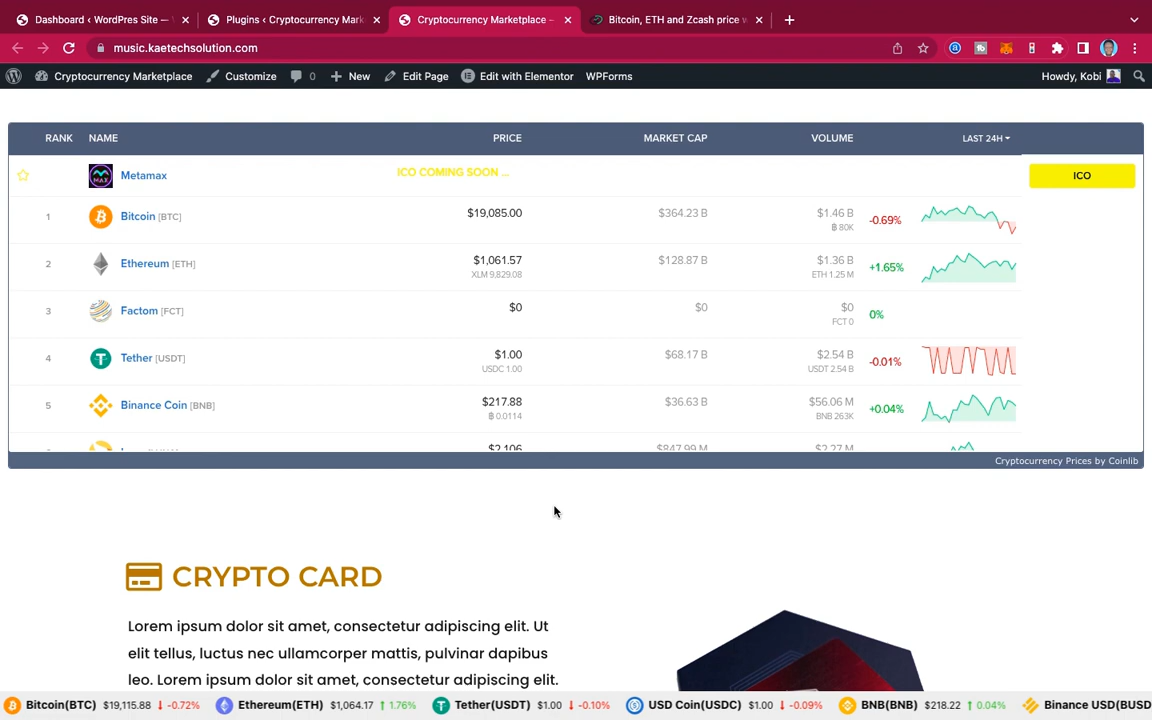 Dashboard ‹ WordPres Site —
Plugins ‹ Cryptocurrency Mark
Cryptocurrency Marketplace –
Bitcoin, ETH and Zcash price w
music.kaetechsolution.com
Cryptocurrency Marketplace
Customize
0
New
Edit Page
Edit with Elementor
WPForms
Howdy, Kobi
RANK NAME PRICE MARKET CAP VOLUME LAST 24H
Metamax ICO COMING SOON ... ICO
1 Bitcoin [BTC] $19,085.00 $364.23 B $1.46 B -0.69%
฿ 80K
2 Ethereum [ETH] $1,061.57 $128.87 B $1.36 B +1.65%
XLM 9,829.08 ETH 1.25 M
3 Factom [FCT] $0 $0 $0 0%
FCT 0
4 Tether [USDT] $1.00 $68.17 B $2.54 B -0.01%
USDC 1.00 USDT 2.54 B
5 Binance Coin [BNB] $217.88 $36.63 B $56.06 M +0.04%
฿ 0.0114 BNB 263K
$2,106 $847.99 M $2.27 M
Cryptocurrency Prices by Coinlib
CRYPTO CARD
Lorem ipsum dolor sit amet, consectetur adipiscing elit. Ut
elit tellus, luctus nec ullamcorper mattis, pulvinar dapibus
leo. Lorem ipsum dolor sit amet, consectetur adipiscing elit.
Bitcoin(BTC) $19,115.88 ↓ -0.72% Ethereum(ETH) $1,064.17 ↑ 1.76% Tether(USDT) $1.00 ↓ -0.10% USD Coin(USDC) $1.00 ↓ -0.09% BNB(BNB) $218.22 ↑ 0.04% Binance USD(BUSD